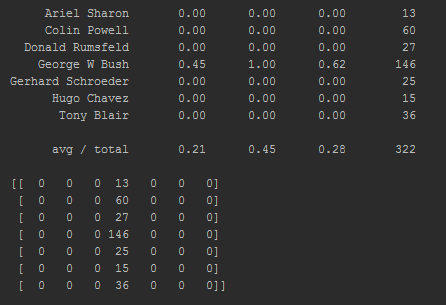 Ariel Sharon 0.00 0.00 0.00 13
Colin Powell 0.00 0.00 0.00 60
Donald Rumsfeld 0.00 0.00 0.00 27
George W Bush 0.45 1.00 0.62 146
Gerhard Schroeder 0.00 0.00 0.00 25
Hugo Chavez 0.00 0.00 0.00 15
Tony Blair 0.00 0.00 0.00 36
avg / total 0.21 0.45 0.28 322
[[ 0 0 0 13 0 0 0]
[ 0 0 0 60 0 0 0]
[ 0 0 0 27 0 0 0]
[ 0 0 0 146 0 0 0]
[ 0 0 0 25 0 0 0]
[ 0 0 0 15 0 0 0]
[ 0 0 0 36 0 0 0]]